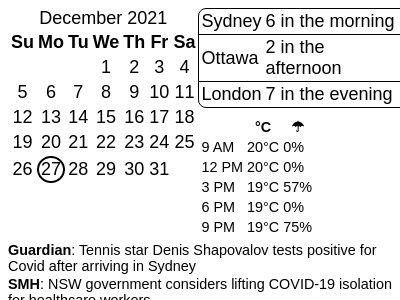 December 2021
Su Mo Tu We Th Fr Sa
1 2 3 4
5 6 7 8 9 10 11
12 13 14 15 16 17 18
19 20 21 22 23 24 25
26 27 28 29 30 31
Sydney 6 in the morning
Ottawa 2 in the
afternoon
London 7 in the evening
°C ☂
9 AM 20°C 0%
12 PM 20°C 0%
3 PM 19°C 57%
6 PM 19°C 0%
9 PM 19°C 75%
Guardian: Tennis star Denis Shapovalov tests positive for
Covid after arriving in Sydney
SMH: NSW government considers lifting COVID-19 isolation
for healthcare workers